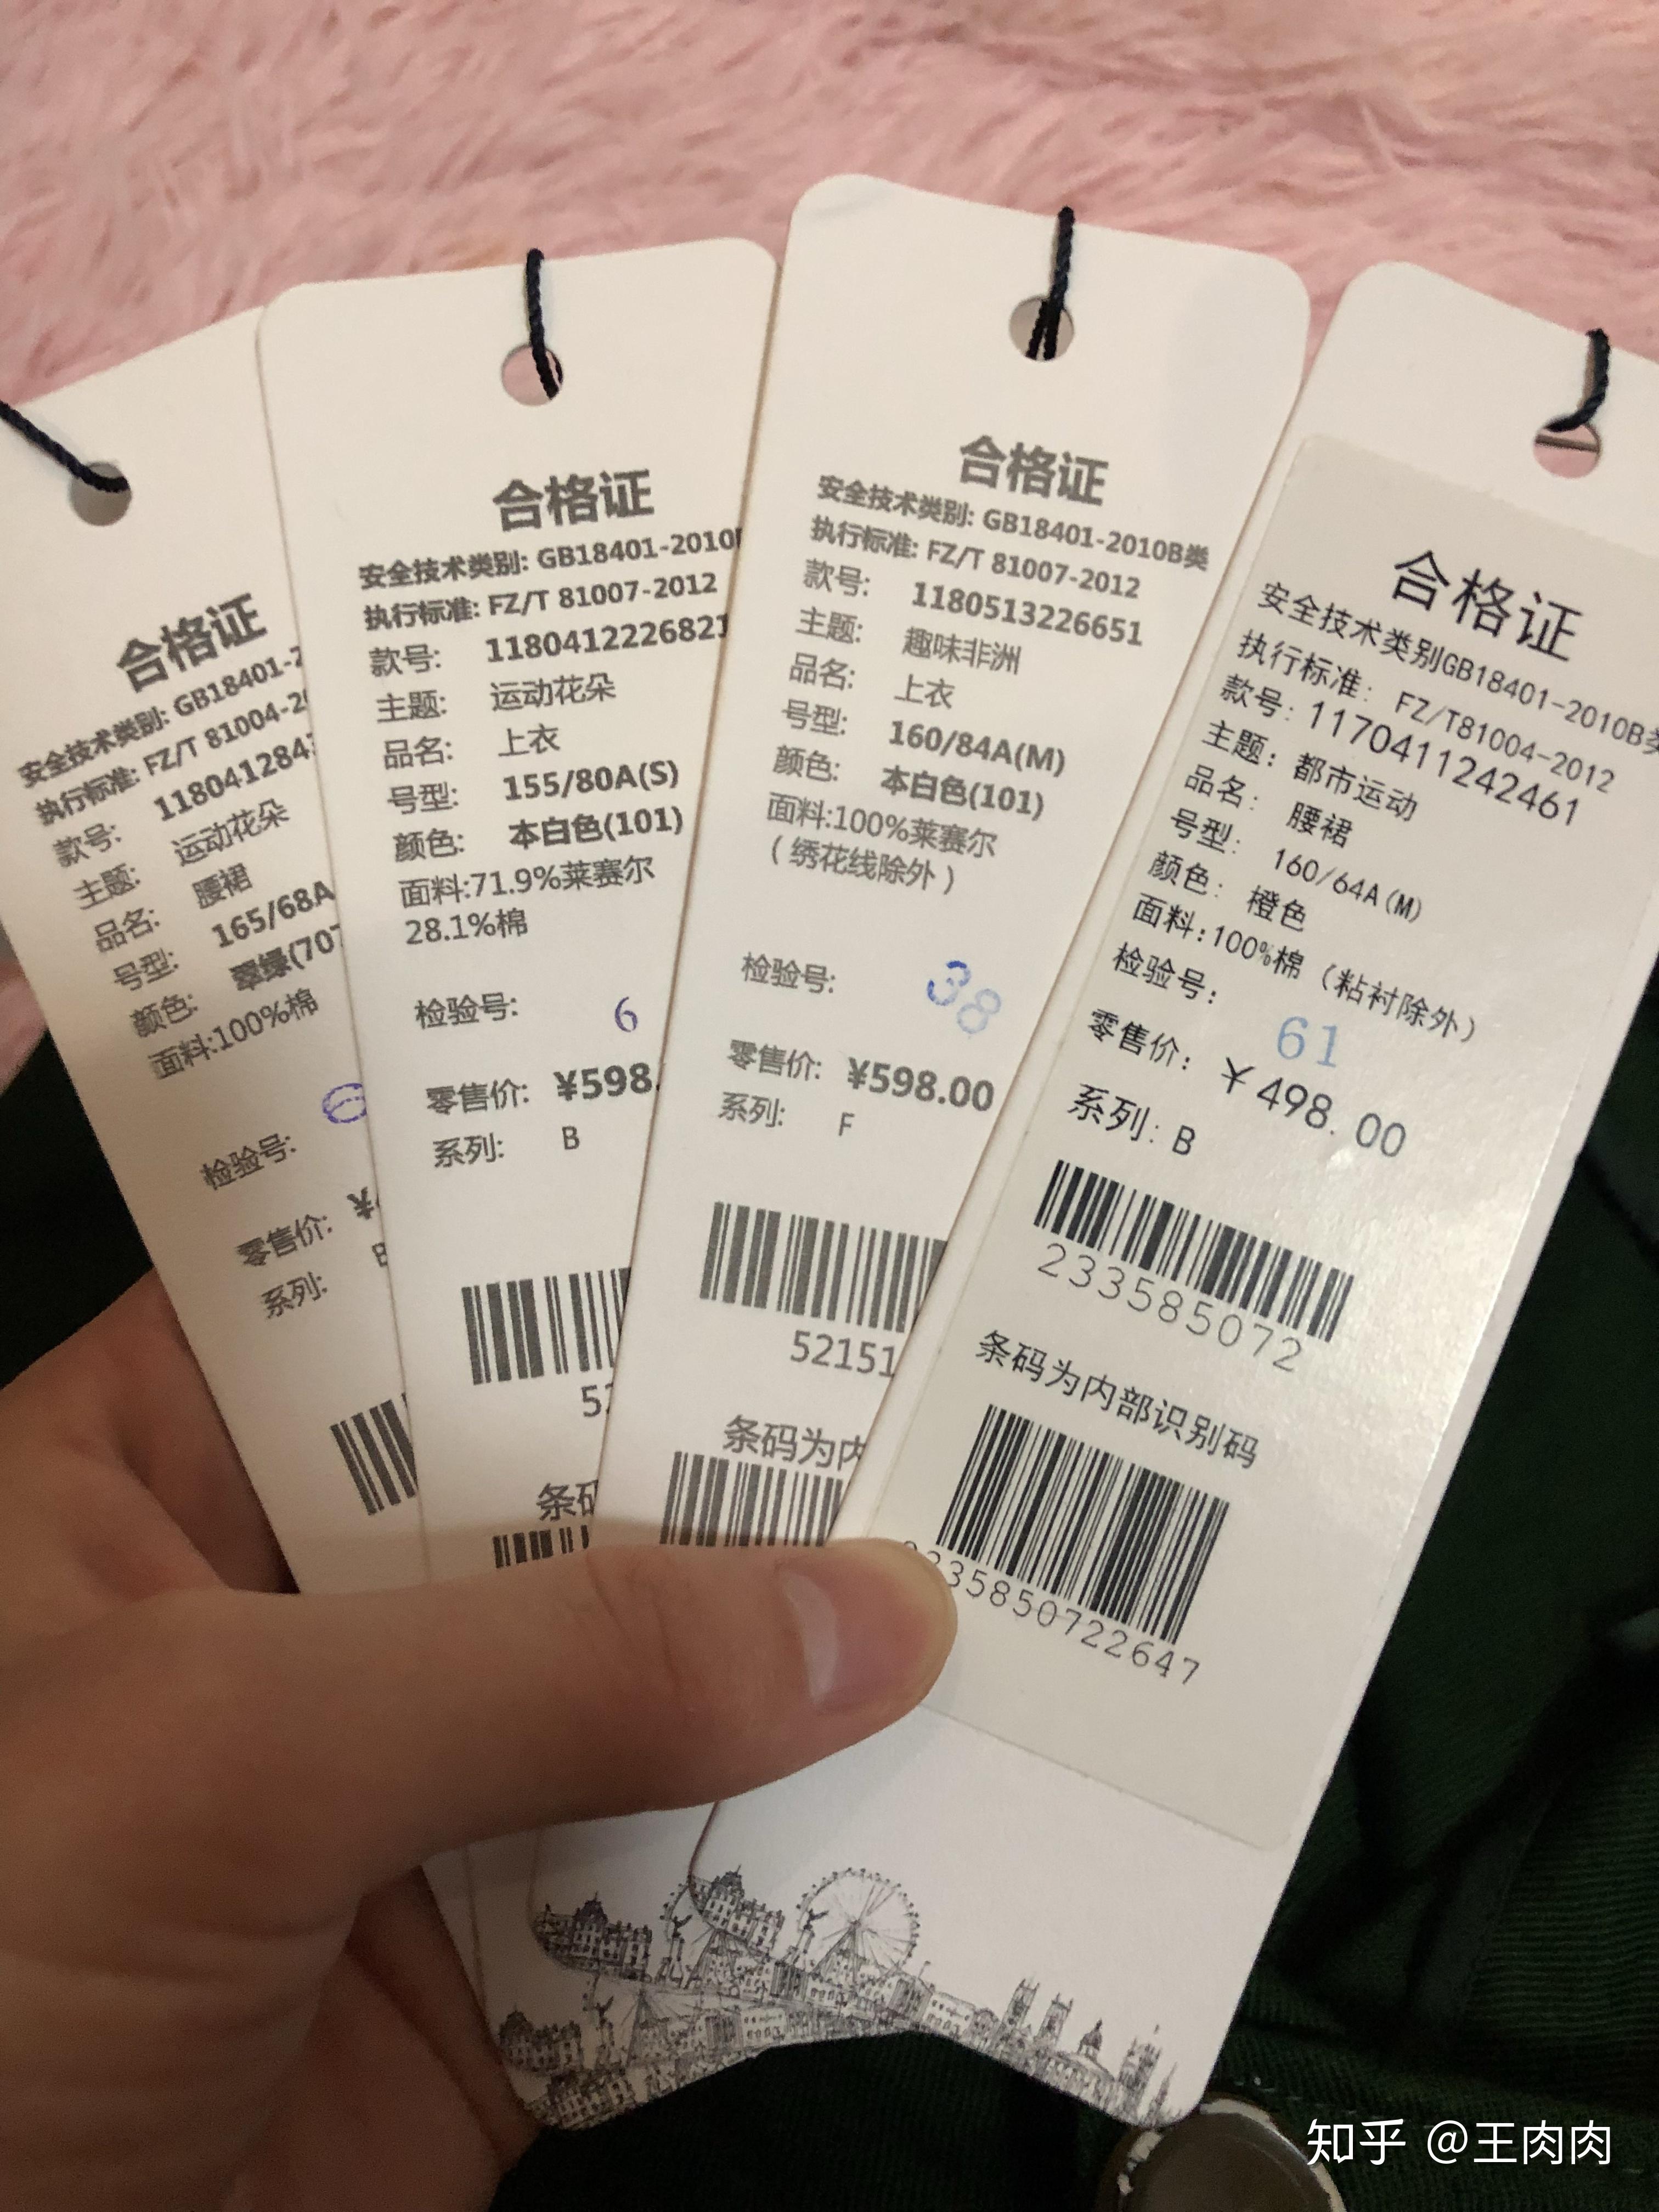 合格证
安全技术类别: GB18401-2
执行标准: FZ/T 81004-2
款号: 118041284
主题: 运动花朵
品名: 腰裙
号型: 165/68A
颜色: 翠绿(707
面料:100%棉
检验号:
零售价: ¥
系列: B
合格证
安全技术类别: GB18401-2010
执行标准: FZ/T 81007-2012
款号: 1180412226821
主题: 运动花朵
品名: 上衣
号型: 155/80A(S)
颜色: 本白色(101)
面料:71.9%莱赛尔
28.1%棉
检验号: 6
零售价: ¥598.
系列: B
52
条码
合格证
安全技术类别: GB18401-2010B类
执行标准: FZ/T 81007-2012
款号: 1180513226651
主题: 趣味非洲
品名: 上衣
号型: 160/84A(M)
颜色: 本白色(101)
面料:100%莱赛尔
(绣花线除外)
检验号: 38
零售价: ¥598.00
系列: F
52151
条码为内
合格证
安全技术类别GB18401-2010B类
执行标准: FZ/T81004-2012
款号: 1170411242461
主题: 都市运动
品名: 腰裙
号型: 160/64A(M)
颜色: 橙色
面料:100%棉(粘衬除外)
检验号: 61
零售价: ¥498.00
系列: B
233585072
条码为内部识别码
2335850722647
知乎 @王肉肉